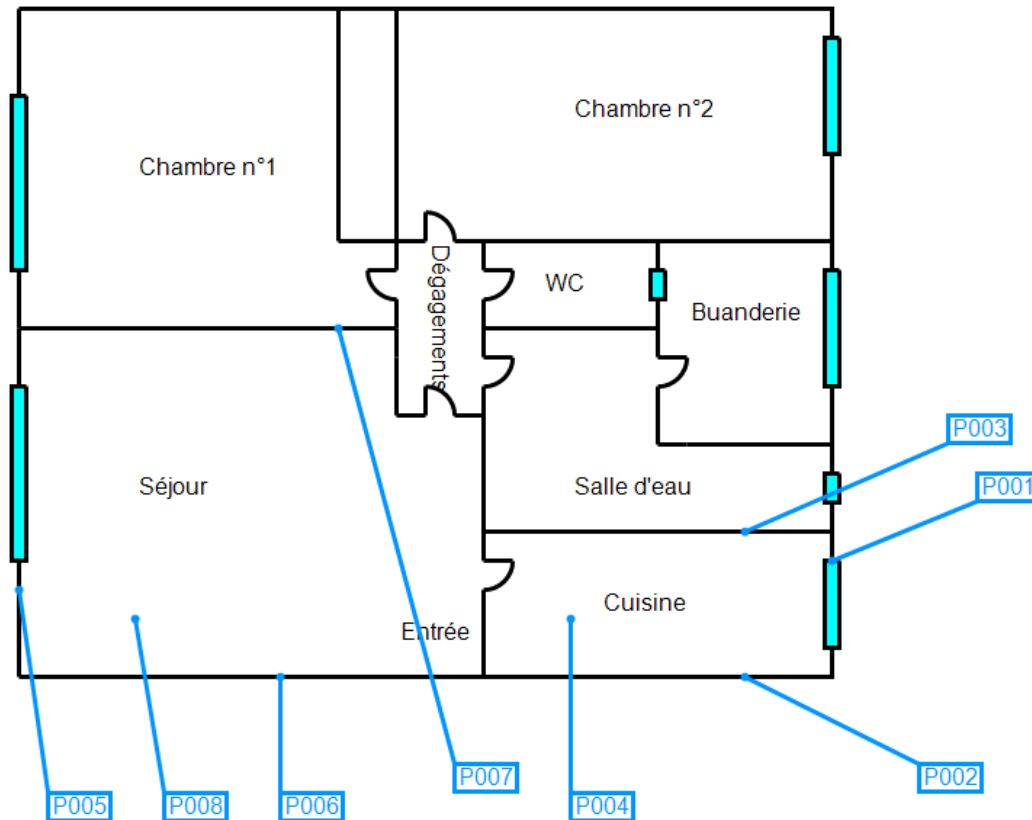 Chambre n°2
Chambre n°1
Dégagements
WC
Buanderie
P003
Séjour
Salle d'eau
P001
Cuisine
Entrée
P007
P002
P005
P008
P006
P004